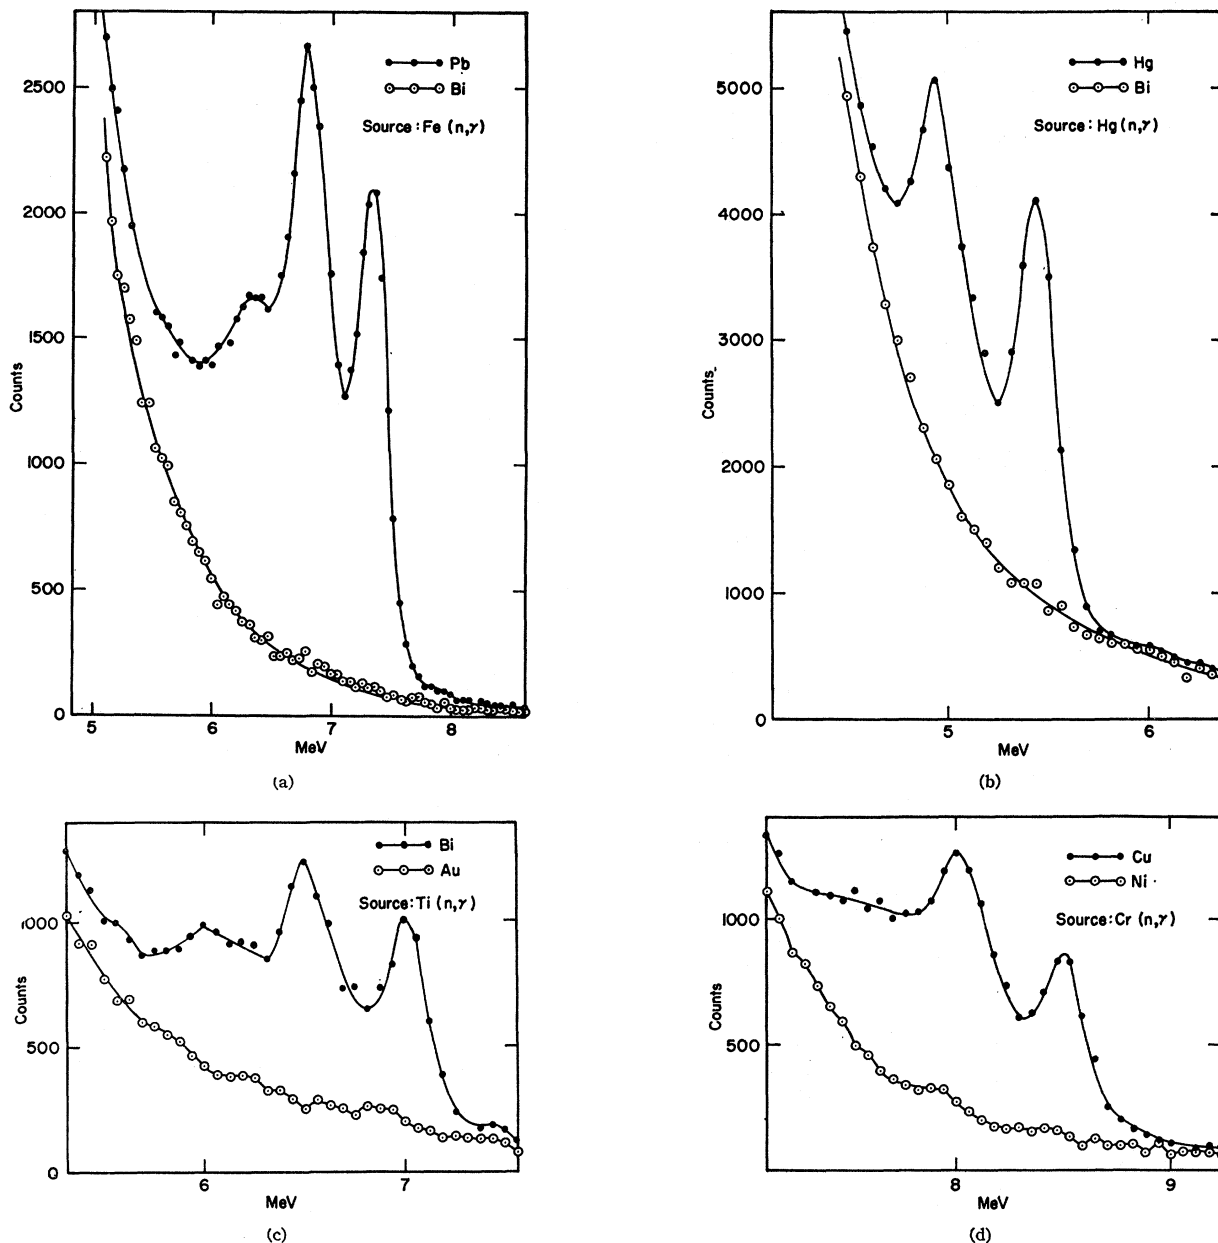 2500
2000
1500
1000
500
0
Counts
Pb
Bi
Source: Fe (n,γ)
5 6 7 8
MeV
(a)
5000
4000
3000
2000
1000
0
Counts
Hg
Bi
Source: Hg (n,γ)
5 6
MeV
(b)
1000
500
0
Counts
Bi
Au
Source: Ti (n,γ)
6 7
MeV
(c)
1000
500
Counts
Cu
Ni
Source: Cr (n,γ)
8 9
MeV
(d)